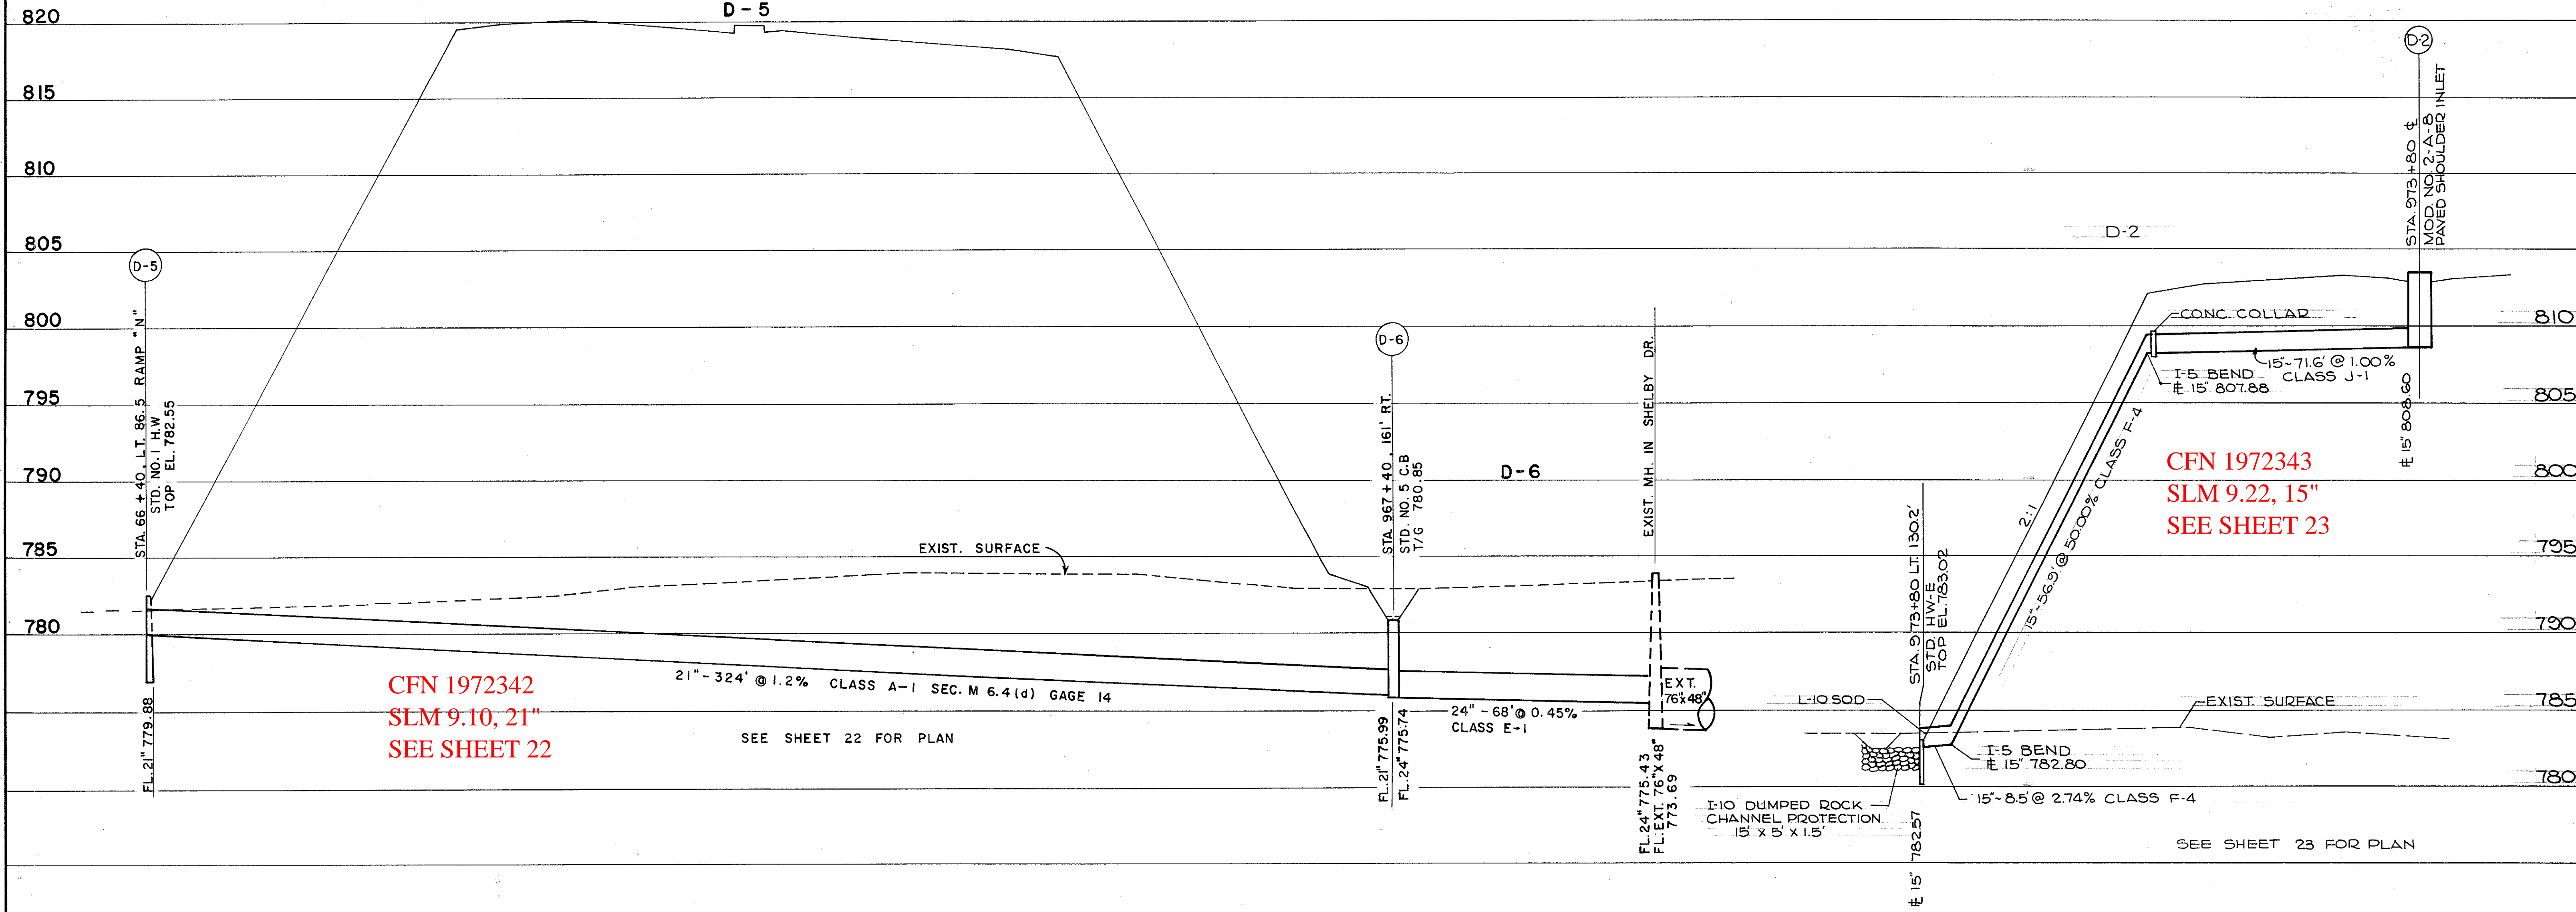 820
815
810
805
800
795
790
785
780
D - 5
D-5
STA. 66 + 40, LT. 86.5 RAMP "N"
STD. NO. 1 H.W
TOP EL. 782.55
FL. 21" 779.88
CFN 1972342
SLM 9.10, 21"
SEE SHEET 22
21" - 324' @ 1.2% CLASS A-1 SEC. M 6.4 (d) GAGE 14
SEE SHEET 22 FOR PLAN
EXIST. SURFACE
D-6
STA. 967 + 40, 161' RT.
STD. NO. 5 C.B
T/G 780.85
FL. 21" 775.99
FL. 24" 775.74
D-6
24" - 68' @ 0.45%
CLASS E-1
EXIST. MH. IN SHELBY DR.
EXT.
76"x48"
FL. 24" 775.43
FL. EXT. 76" X 48"
773.69
D-2
D-2
STA. 973 + 80 ℄
MOD. NO. 2-A-8
PAVED SHOULDER INLET
CONC. COLLAR
15"~71.6' @ 1.00%
CLASS J-1
I-5 BEND
FL 15" 807.88
FL 15" 808.60
2:1
15"~56.9' @ 50.00% CLASS F-4
CFN 1972343
SLM 9.22, 15"
SEE SHEET 23
STA. 973+80 LT. 130.2'
STD. HW-E
TOP EL. 783.02
L-10 SOD
EXIST. SURFACE
I-5 BEND
FL 15" 782.80
15"~8.5' @ 2.74% CLASS F-4
I-10 DUMPED ROCK
CHANNEL PROTECTION
15' X 5' X 1.5'
FL 15" 782.57
SEE SHEET 23 FOR PLAN
810
805
800
795
790
785
780